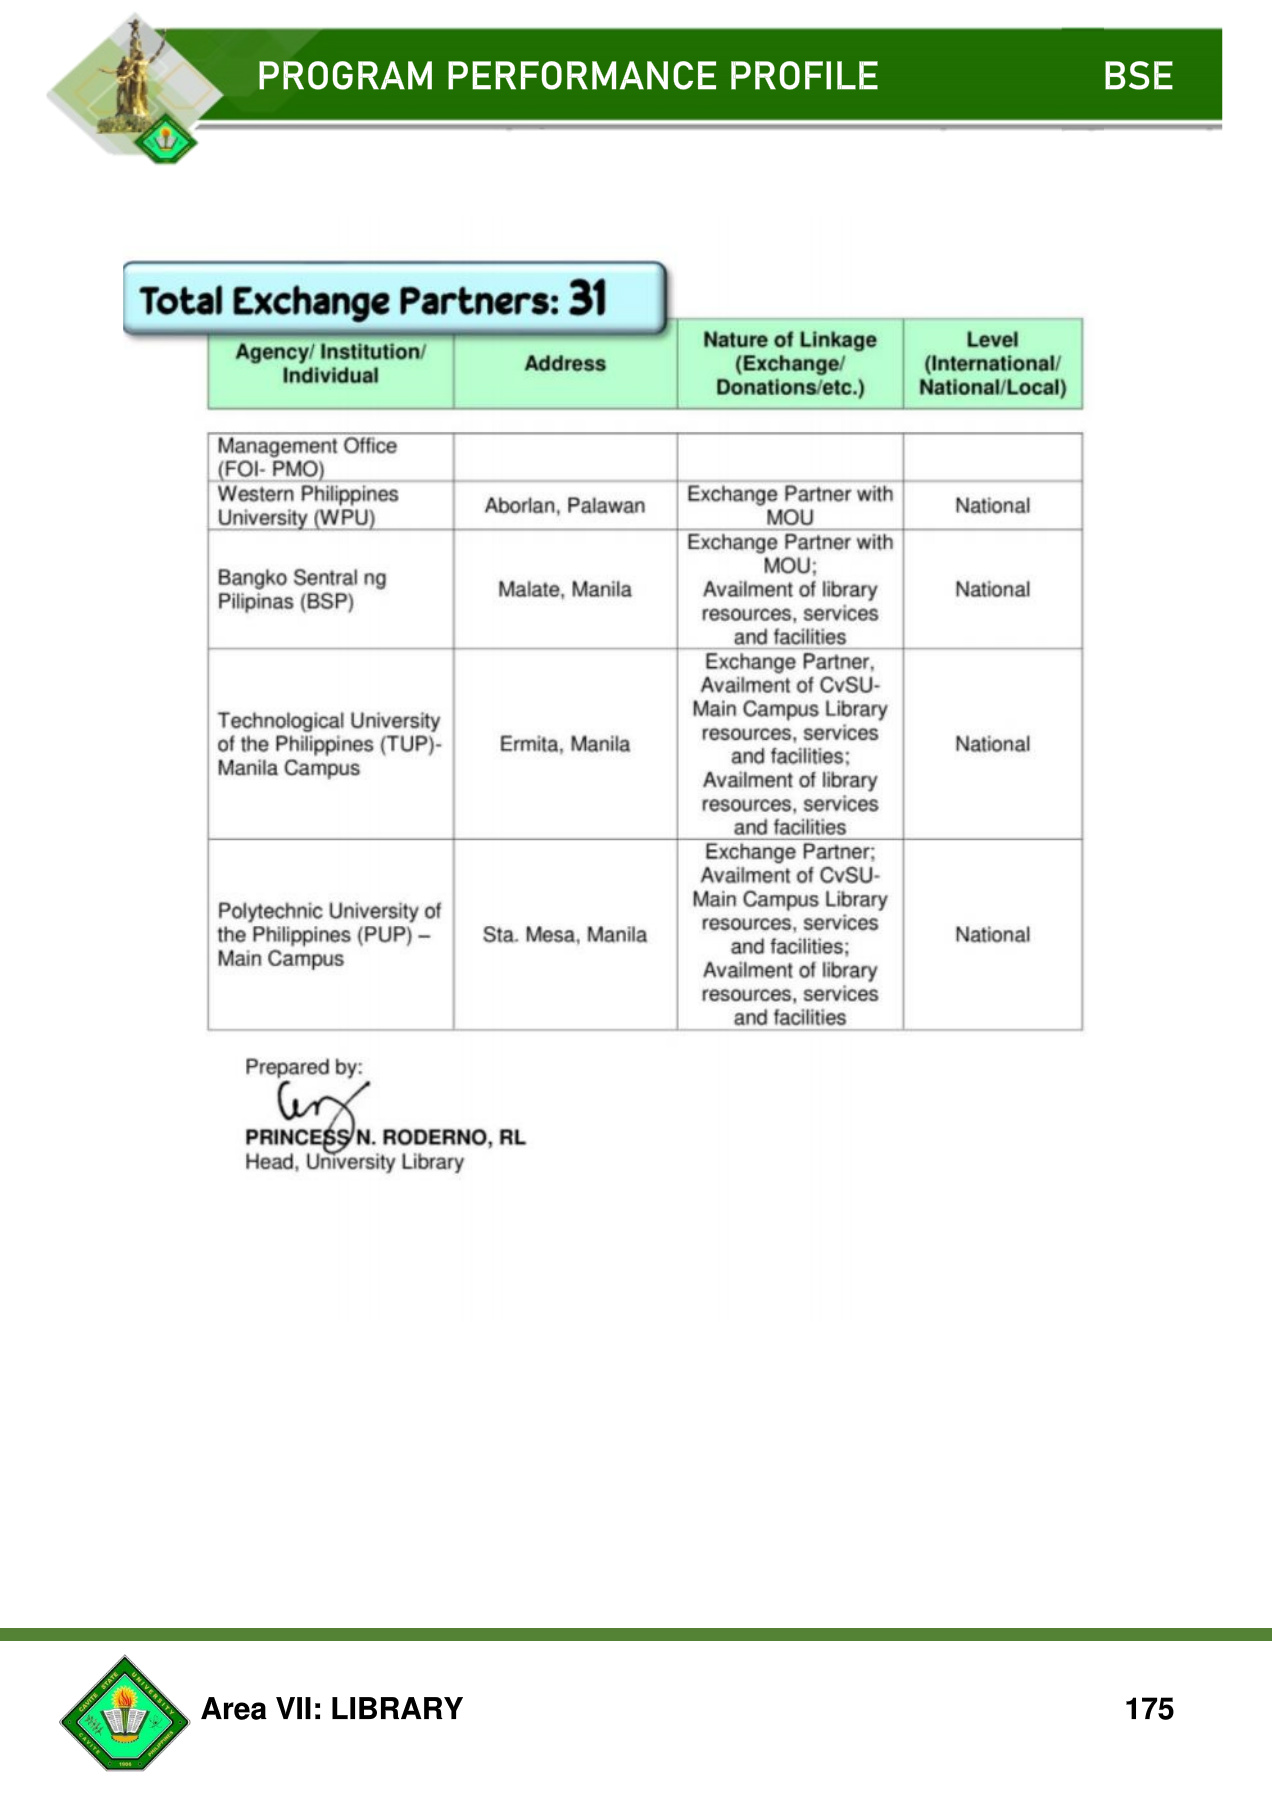 PROGRAM PERFORMANCE PROFILE BSE
Total Exchange Partners: 31
Agency/ Institution/
Individual
Address
Nature of Linkage
(Exchange/
Donations/etc.)
Level
(International/
National/Local)
Management Office
(FOI- PMO)
Western Philippines
University (WPU)
Aborlan, Palawan
Exchange Partner with
MOU
National
Bangko Sentral ng
Pilipinas (BSP)
Malate, Manila
Exchange Partner with
MOU;
Availment of library
resources, services
and facilities
National
Technological University
of the Philippines (TUP)-
Manila Campus
Ermita, Manila
Exchange Partner,
Availment of CvSU-
Main Campus Library
resources, services
and facilities;
Availment of library
resources, services
and facilities
National
Polytechnic University of
the Philippines (PUP) –
Main Campus
Sta. Mesa, Manila
Exchange Partner;
Availment of CvSU-
Main Campus Library
resources, services
and facilities;
Availment of library
resources, services
and facilities
National
Prepared by:
PRINCESS N. RODERNO, RL
Head, University Library
CAVITE STATE UNIVERSITY
CAVITE PHILIPPINES
1906
Area VII: LIBRARY 175